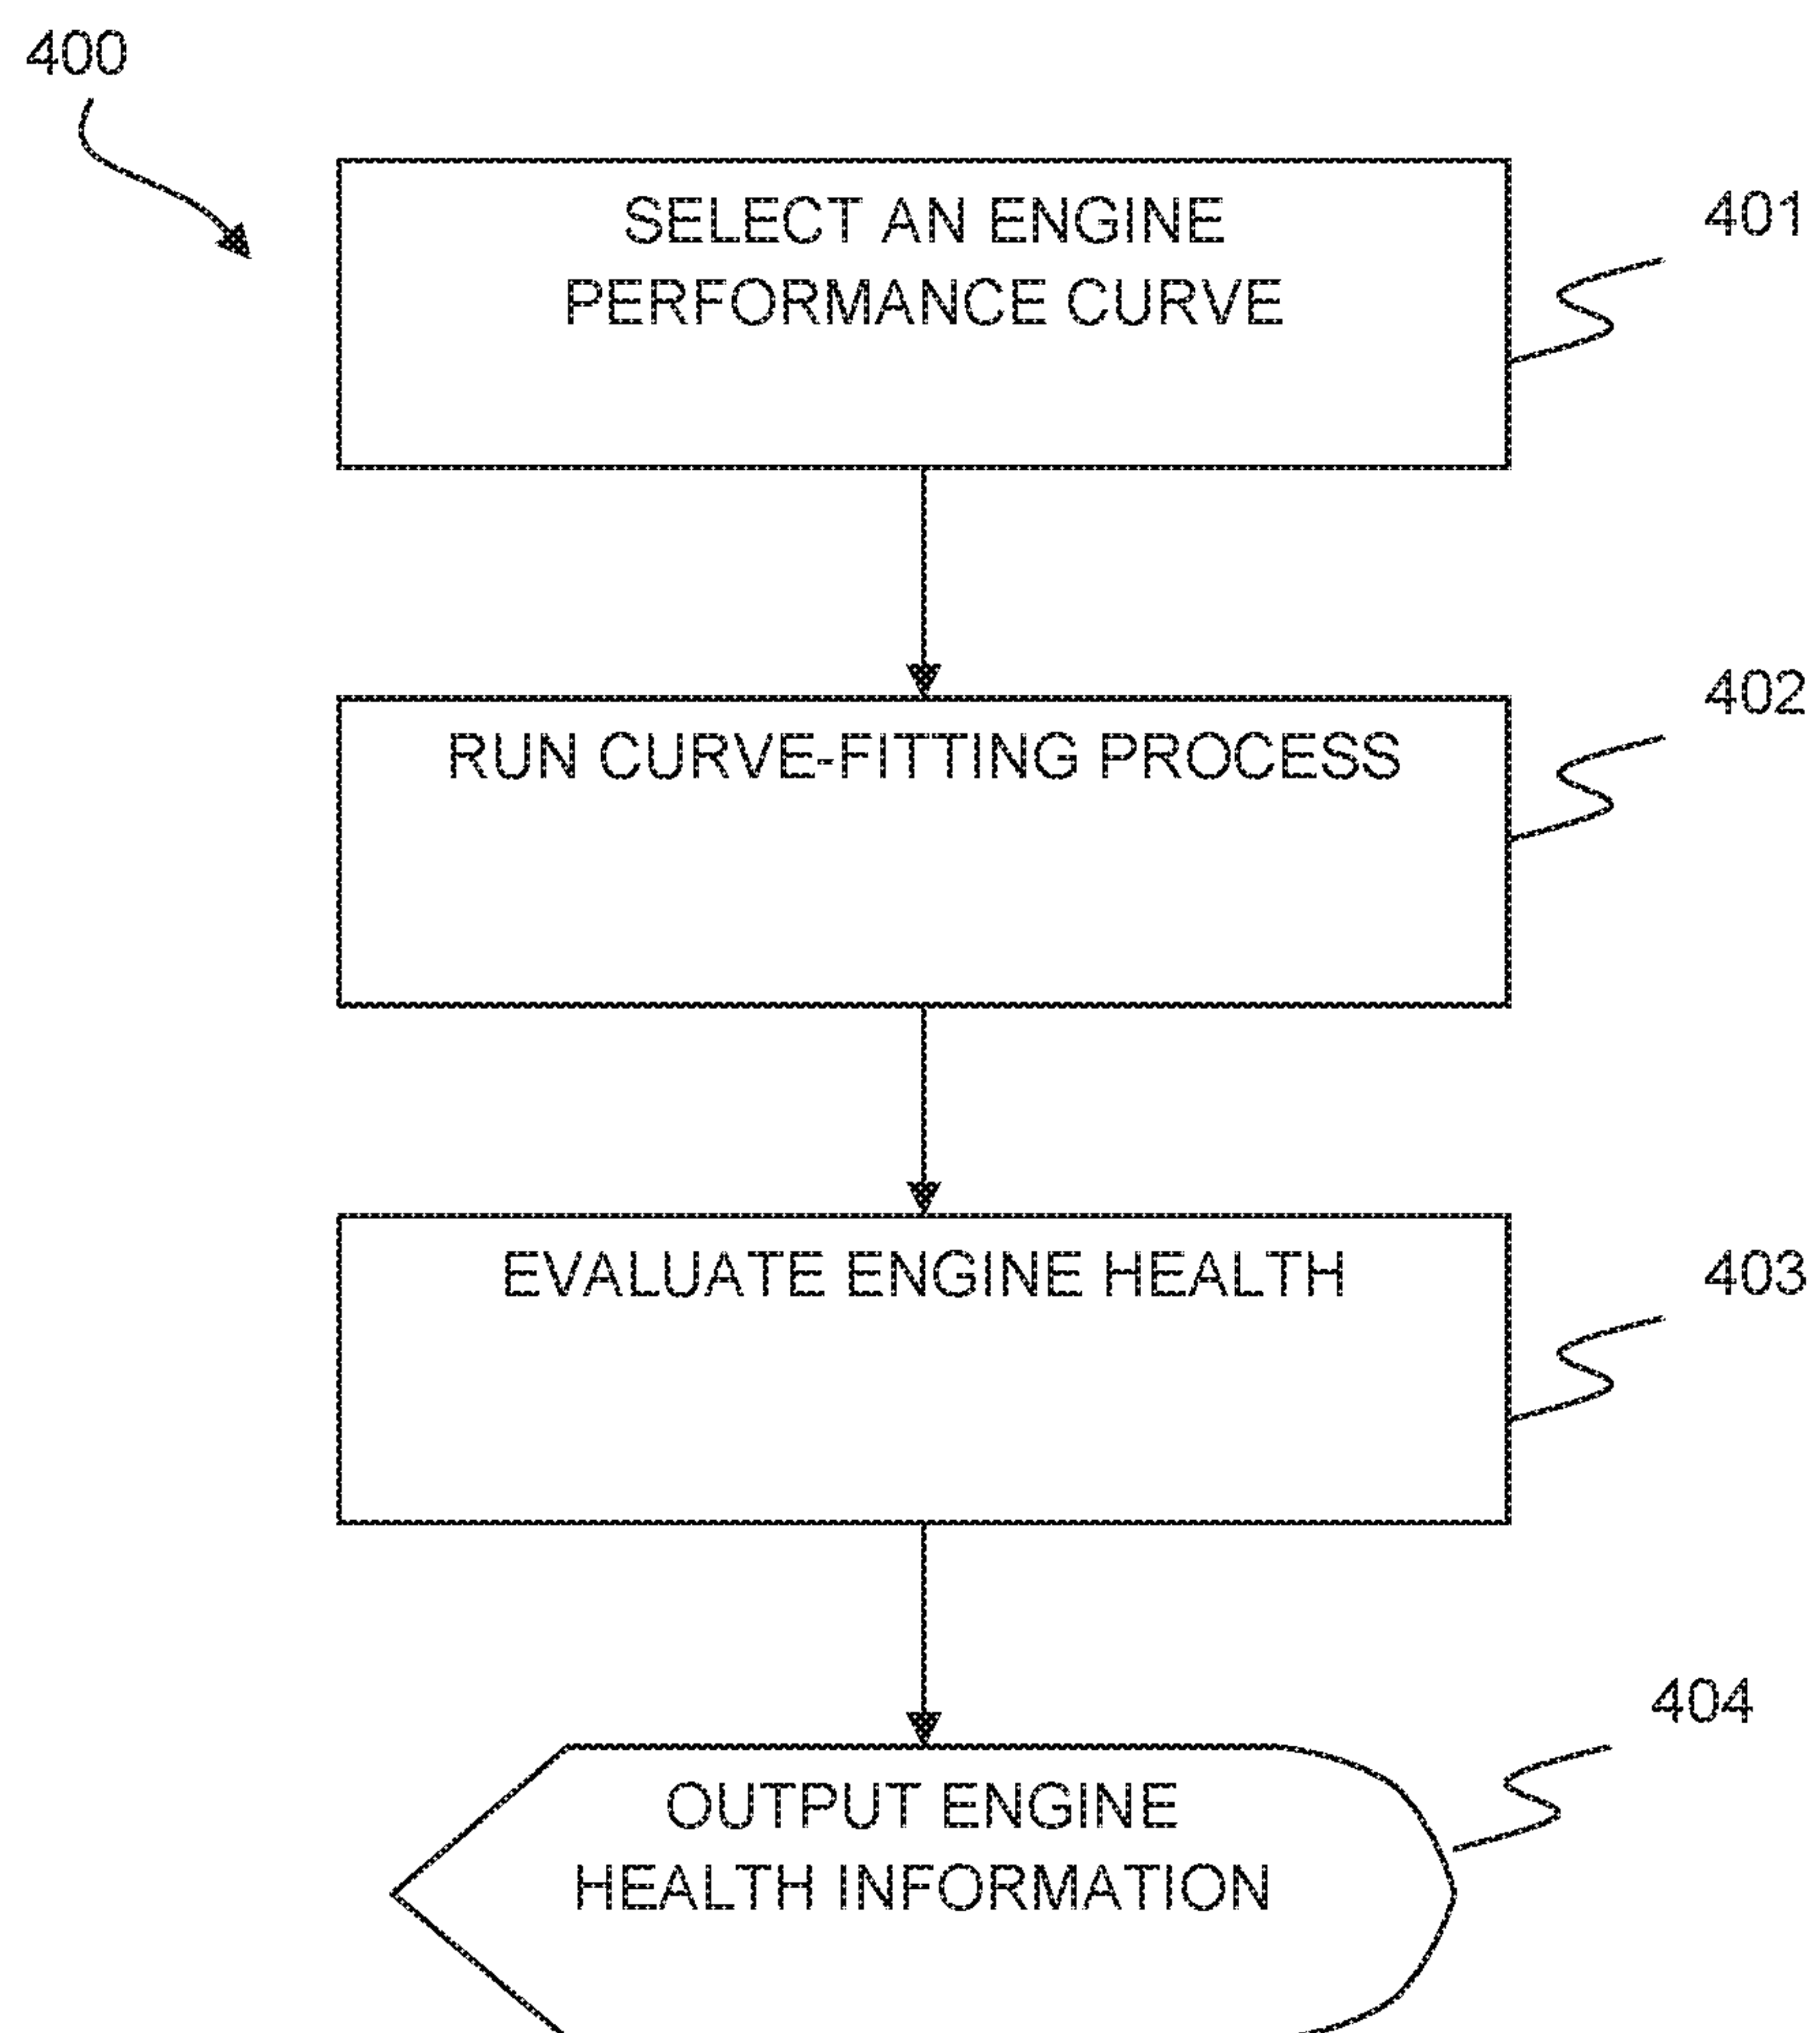 400
SELECT AN ENGINE
PERFORMANCE CURVE
401
RUN CURVE-FITTING PROCESS
402
EVALUATE ENGINE HEALTH
403
OUTPUT ENGINE
HEALTH INFORMATION
404